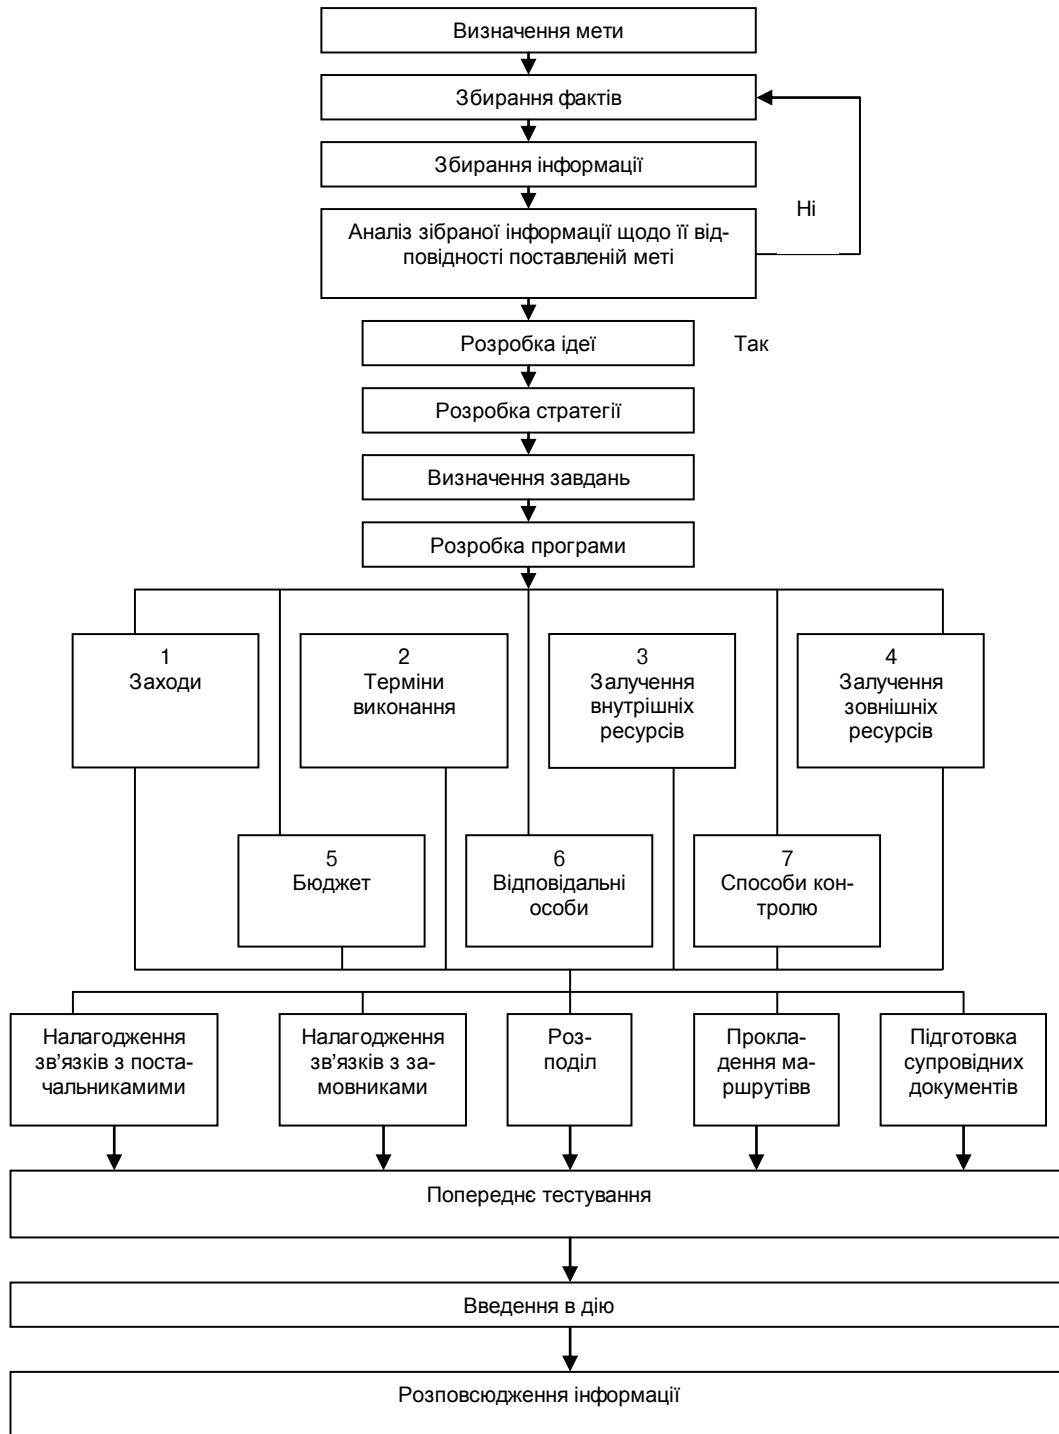 Визначення мети
Збирання фактів
Збирання інформації
Ні
Аналіз зібраної інформації щодо її від-
повідності поставленій меті
Розробка ідеї
Так
Розробка стратегії
Визначення завдань
Розробка програми
1
Заходи
2
Терміни
виконання
3
Залучення
внутрішніх
ресурсів
4
Залучення
зовнішніх
ресурсів
5
Бюджет
6
Відповідальні
особи
7
Способи кон-
тролю
Налагодження
зв'язків з поста-
чальникамими
Налагодження
зв'язків з за-
мовниками
Роз-
поділ
Прокла-
дення ма-
ршрутівв
Підготовка
супровідних
документів
Попереднє тестування
Введення в дію
Розповсюдження інформації